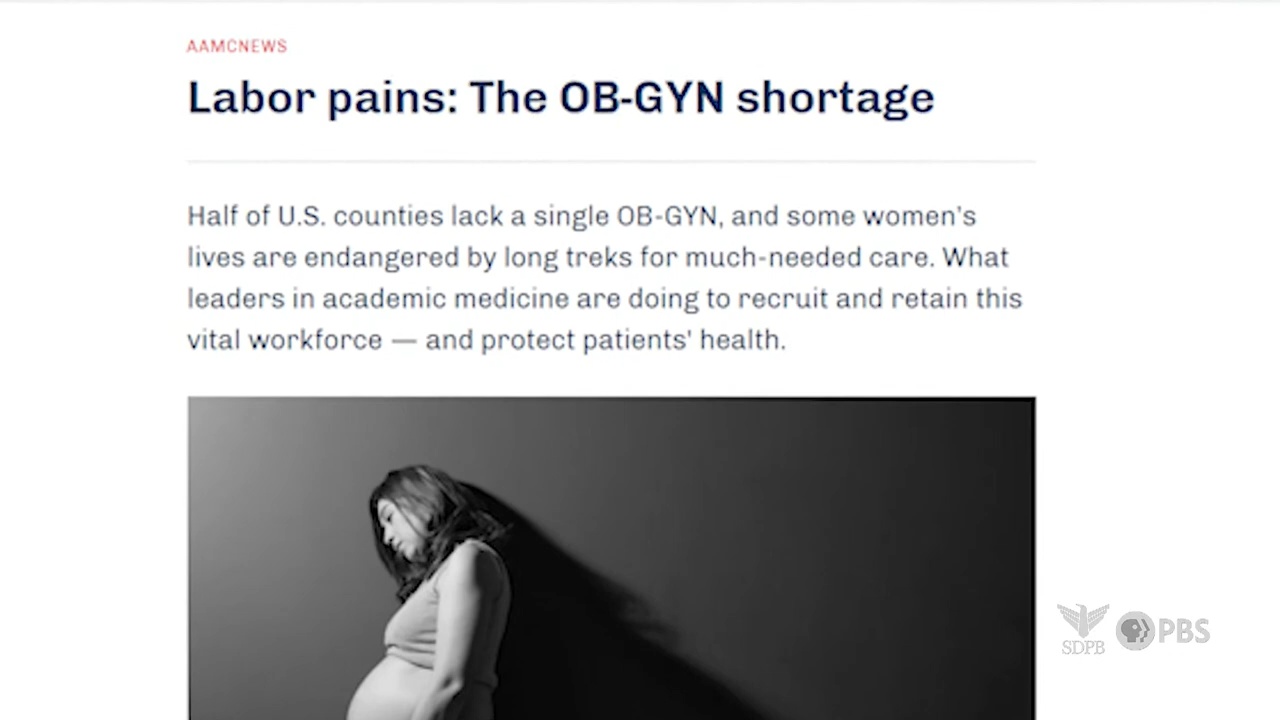 AAMCNEWS
Labor pains: The OB-GYN shortage
Half of U.S. counties lack a single OB-GYN, and some women's
lives are endangered by long treks for much-needed care. What
leaders in academic medicine are doing to recruit and retain this
vital workforce — and protect patients' health.
SDPB
PBS